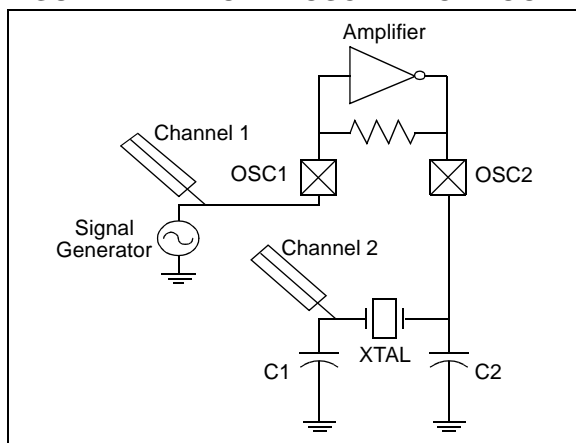 Amplifier
Channel 1
OSC1
OSC2
Signal
Generator
Channel 2
XTAL
C1
C2